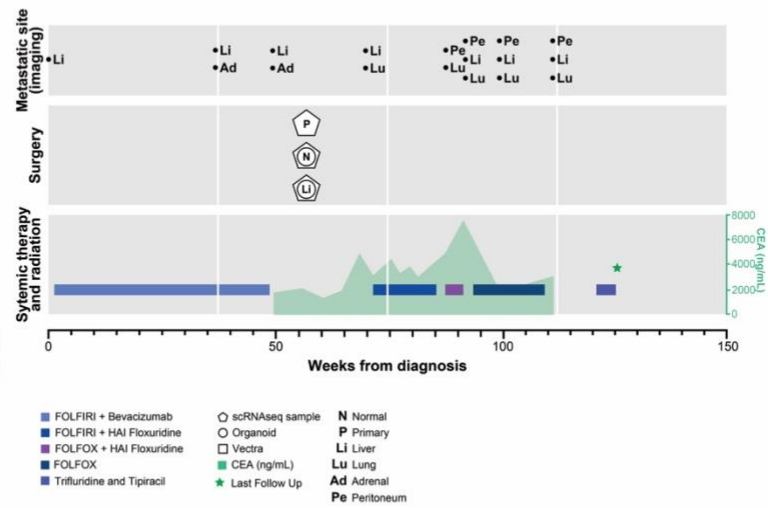 Metastatic site
(imaging)
Li
Li
Ad
Li
Ad
Li
Lu
Pe
Lu
Pe
Li
Lu
Pe
Li
Lu
Pe
Li
Lu
Surgery
P
N
Li
Sytemic therapy
and radiation
8000
6000
4000
2000
0
CEA (ng/mL)
0 50 100 150
Weeks from diagnosis
FOLFIRI + Bevacizumab
FOLFIRI + HAI Floxuridine
FOLFOX + HAI Floxuridine
FOLFOX
Trifluridine and Tipiracil
scRNAseq sample
Organoid
Vectra
CEA (ng/mL)
Last Follow Up
N Normal
P Primary
Li Liver
Lu Lung
Ad Adrenal
Pe Peritoneum